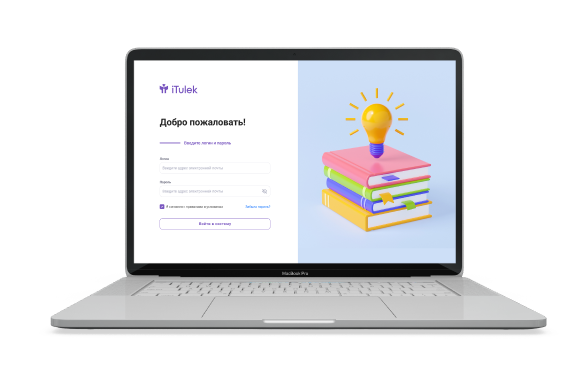 iTulek
Добро пожаловать!
Введите логин и пароль
Логин
Введите адрес электронной почты
Пароль
Введите адрес электронной почты
Я согласен с правилами и условиями
Забыли пароль?
Войти в систему
MacBook Pro